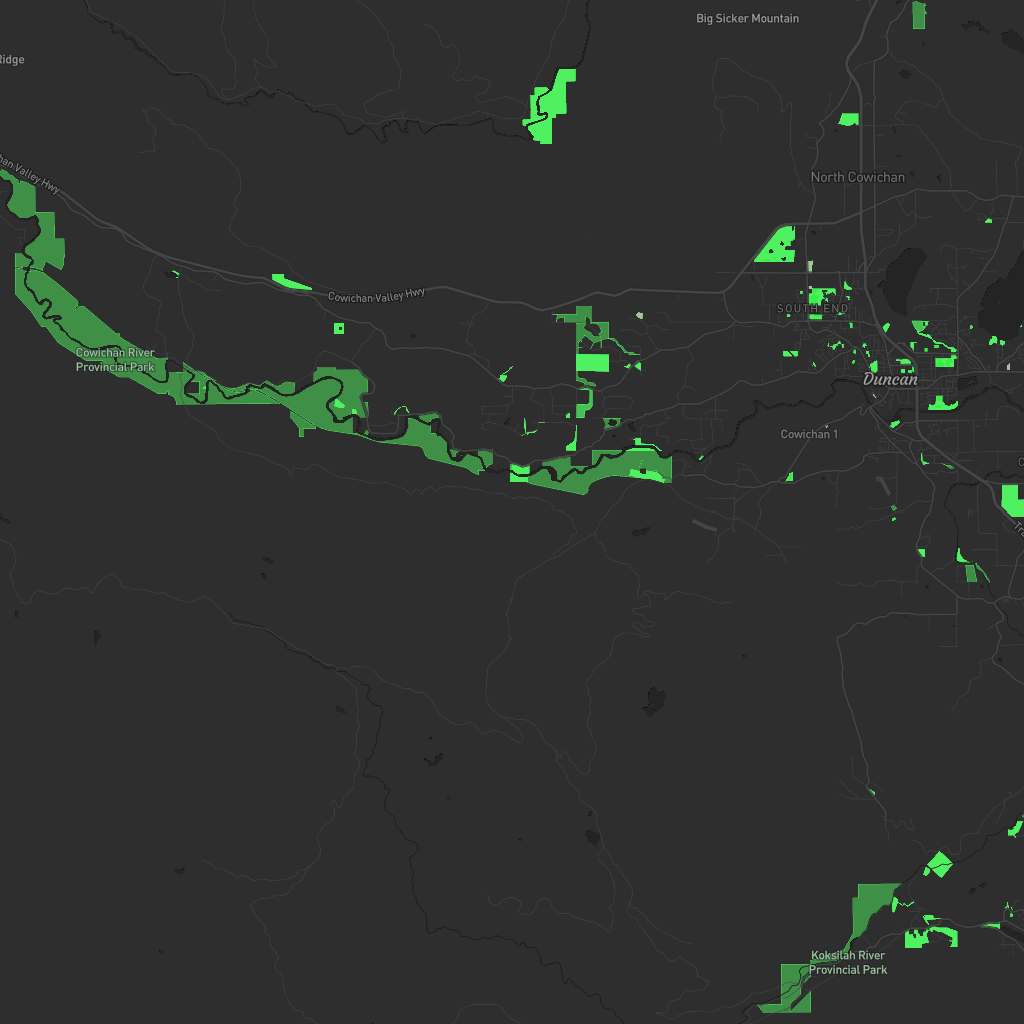 Big Sicker Mountain
Ridge
Valley Hwy
North Cowichan
Cowichan Valley Hwy
SOUTH END
Cowichan River
Provincial Park
Duncan
Cowichan 1
Koksilah River
Provincial Park